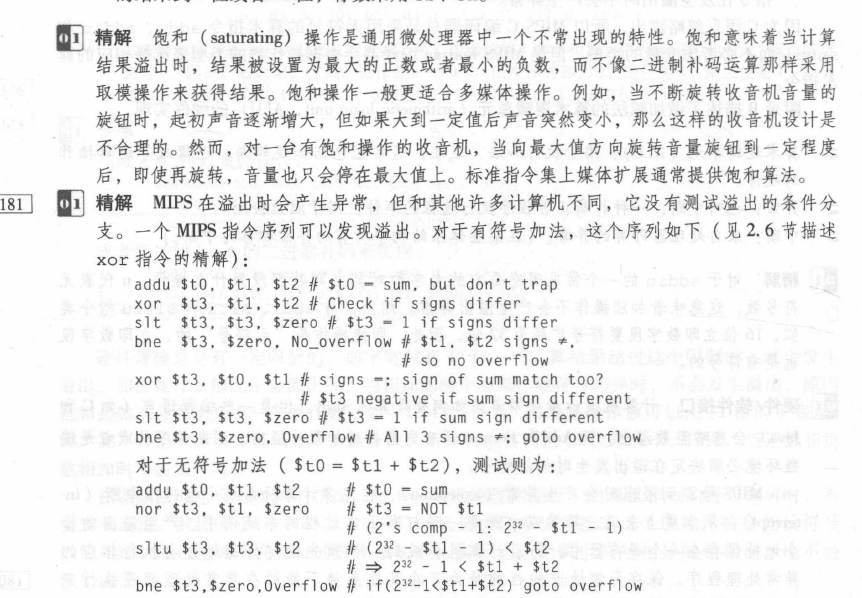 精解 饱和（saturating）操作是通用微处理器中一个不常出现的特性。饱和意味着当计算
结果溢出时，结果被设置为最大的正数或者最小的负数，而不像二进制补码运算那样采用
取模操作来获得结果。饱和操作一般更适合多媒体操作。例如，当不断旋转收音机音量的
旋钮时，起初声音逐渐增大，但如果大到一定值后声音突然变小，那么这样的收音机设计是
不合理的。然而，对一台有饱和操作的收音机，当向最大值方向旋转音量旋钮到一定程度
后，即使再旋转，音量也只会停在最大值上。标准指令集上媒体扩展通常提供饱和算法。
181
精解 MIPS 在溢出时会产生异常，但和其他许多计算机不同，它没有测试溢出的条件分
支。一个 MIPS 指令序列可以发现溢出。对于有符号加法，这个序列如下（见 2.6 节描述
xor 指令的精解）：
addu $t0, $t1, $t2 # $t0 = sum, but don't trap
xor $t3, $t1, $t2 # Check if signs differ
slt $t3, $t3, $zero # $t3 = 1 if signs differ
bne $t3, $zero, No_overflow # $t1, $t2 signs ≠,
# so no overflow
xor $t3, $t0, $t1 # signs =; sign of sum match too?
# $t3 negative if sum sign different
slt $t3, $t3, $zero # $t3 = 1 if sum sign different
bne $t3, $zero, Overflow # All 3 signs ≠; goto overflow
对于无符号加法（$t0 = $t1 + $t2），测试则为：
addu $t0, $t1, $t2 # $t0 = sum
nor $t3, $t1, $zero # $t3 = NOT $t1
# (2's comp - 1: 2³² - $t1 - 1)
sltu $t3, $t3, $t2 # (2³² - $t1 - 1) < $t2
# ⇒ 2³² - 1 < $t1 + $t2
bne $t3,$zero,Overflow # if(2³²-1<$t1+$t2) goto overflow